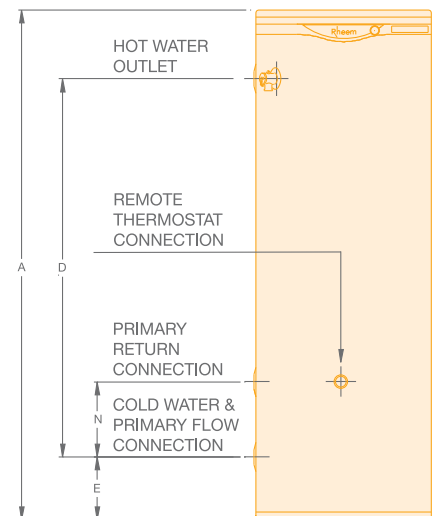 Rheem
HOT WATER
OUTLET
REMOTE
THERMOSTAT
CONNECTION
A
D
PRIMARY
RETURN
CONNECTION
N
COLD WATER &
PRIMARY FLOW
CONNECTION
E